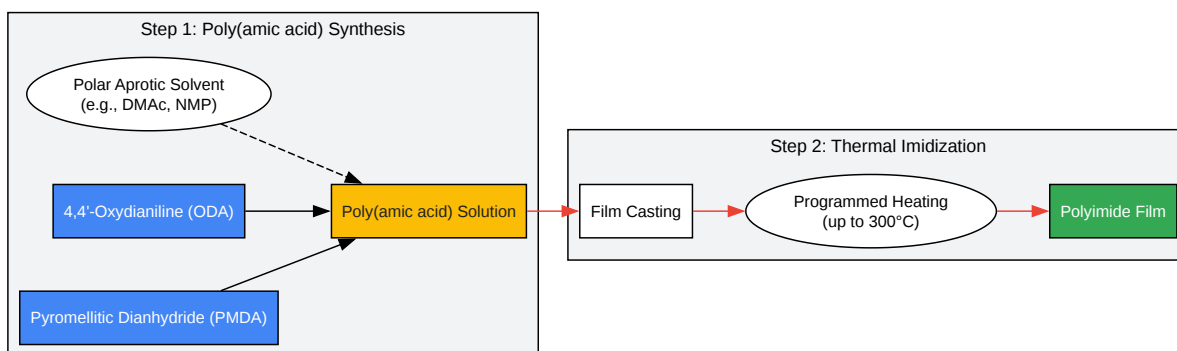 Step 1: Poly(amic acid) Synthesis
Polar Aprotic Solvent
(e.g., DMAc, NMP)
4,4'-Oxydianiline (ODA)
Poly(amic acid) Solution
Pyromellitic Dianhydride (PMDA)
Step 2: Thermal Imidization
Film Casting
Programmed Heating
(up to 300°C)
Polyimide Film